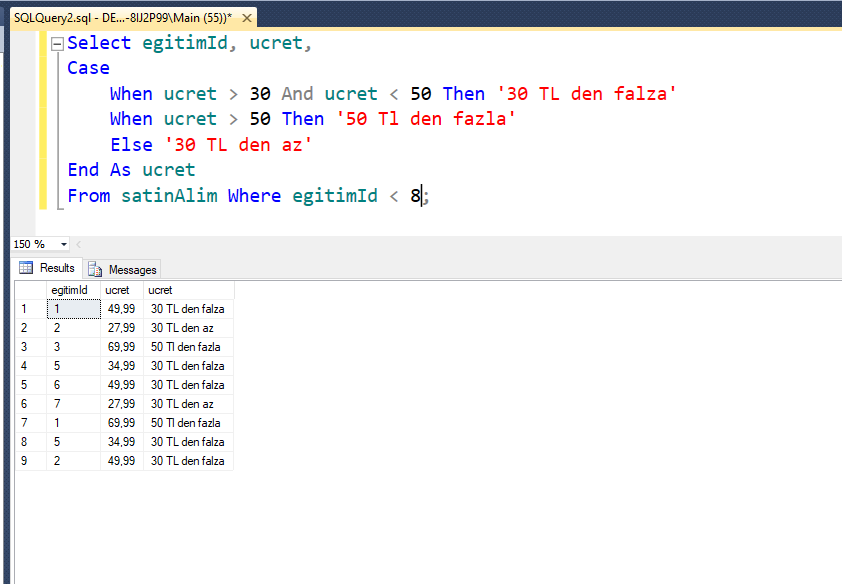 SQLQuery2.sql - DE...-8IJ2P99\Main (55))* ×
Select egitimId, ucret,
Case
When ucret > 30 And ucret < 50 Then '30 TL den falza'
When ucret > 50 Then '50 Tl den fazla'
Else '30 TL den az'
End As ucret
From satinAlim Where egitimId < 8;
150 %
Results Messages
egitimId ucret ucret
1 1 49,99 30 TL den falza
2 2 27,99 30 TL den az
3 3 69,99 50 Tl den fazla
4 5 34,99 30 TL den falza
5 6 49,99 30 TL den falza
6 7 27,99 30 TL den az
7 1 69,99 50 Tl den fazla
8 5 34,99 30 TL den falza
9 2 49,99 30 TL den falza